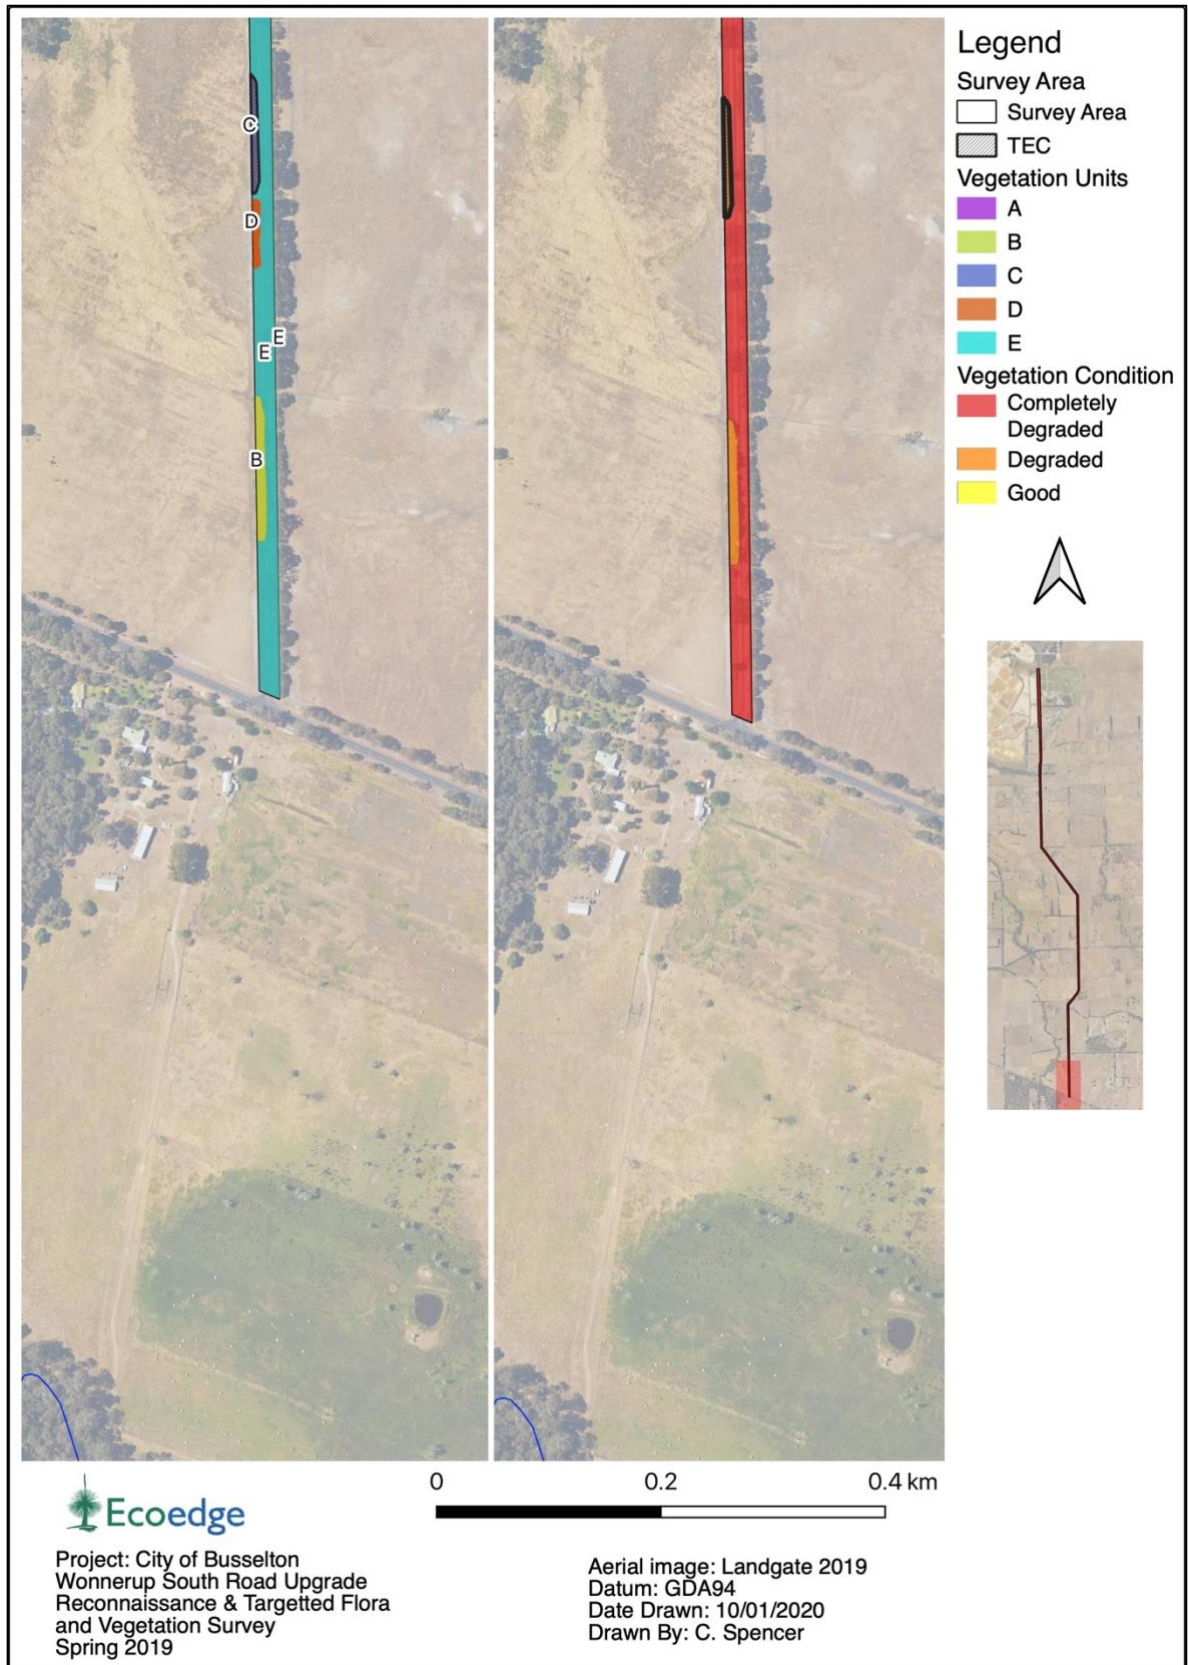 C
D
E
E
B
Legend
Survey Area
Survey Area
TEC
Vegetation Units
A
B
C
D
E
Vegetation Condition
Completely
Degraded
Degraded
Good
0 0.2 0.4 km
Ecoedge
Project: City of Busselton
Wonnerup South Road Upgrade
Reconnaissance & Targetted Flora
and Vegetation Survey
Spring 2019
Aerial image: Landgate 2019
Datum: GDA94
Date Drawn: 10/01/2020
Drawn By: C. Spencer